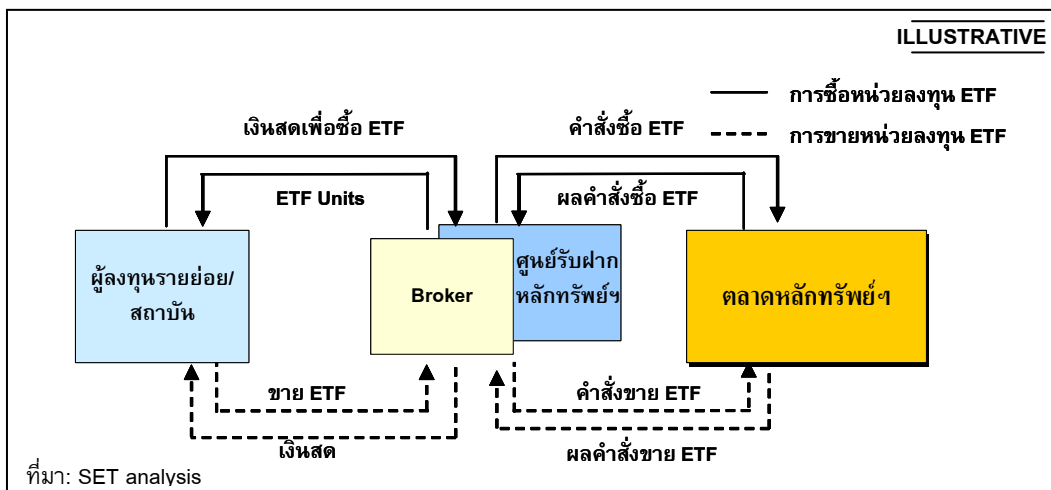 ILLUSTRATIVE
การซื้อหน่วยลงทุน ETF
การขายหน่วยลงทุน ETF
เงินสดเพื่อซื้อ ETF
คำสั่งซื้อ ETF
ETF Units
ผลคำสั่งซื้อ ETF
ผู้ลงทุนรายย่อย/
สถาบัน
Broker
ศูนย์รับฝาก
หลักทรัพย์ฯ
ตลาดหลักทรัพย์ฯ
ขาย ETF
คำสั่งขาย ETF
เงินสด
ผลคำสั่งขาย ETF
ที่มา: SET analysis